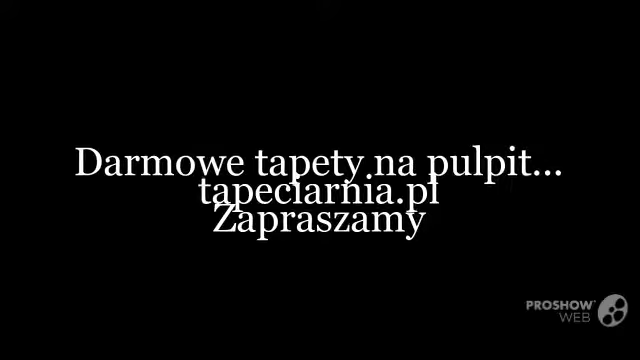 Darmowe tapety na pulpit...
tapeciarnia.pl
Zapraszamy
PROSHOW
WEB